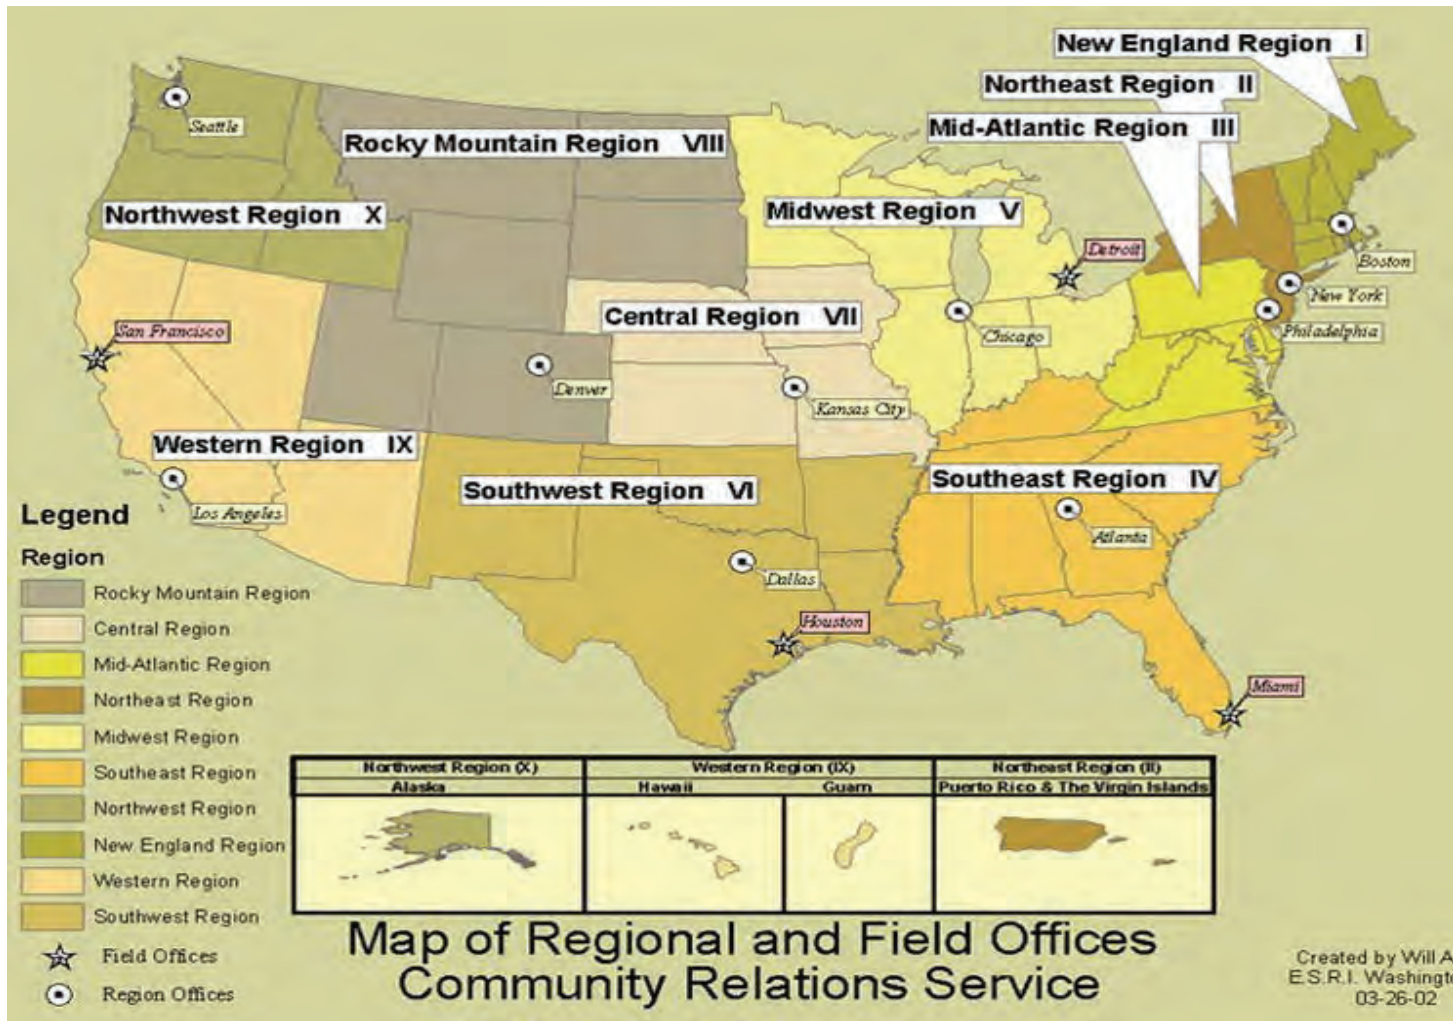 New England Region I
Northeast Region II
Mid-Atlantic Region III
Seattle
Rocky Mountain Region VIII
Northwest Region X
Midwest Region V
Detroit
Boston
New York
Philadelphia
San Francisco
Central Region VII
Chicago
Denver
Kansas City
Western Region IX
Los Angeles
Southwest Region VI
Southeast Region IV
Atlanta
Dallas
Houston
Miami
Legend
Region
Rocky Mountain Region
Central Region
Mid-Atlantic Region
Northeast Region
Midwest Region
Southeast Region
Northwest Region
New England Region
Western Region
Southwest Region
Field Offices
Region Offices
Northwest Region (X)
Alaska
Western Region (IX)
Hawaii Guam
Northeast Region (II)
Puerto Rico & The Virgin Islands
Map of Regional and Field Offices
Community Relations Service
Created by Will A
E.S.R.I. Washingt
03-26-02